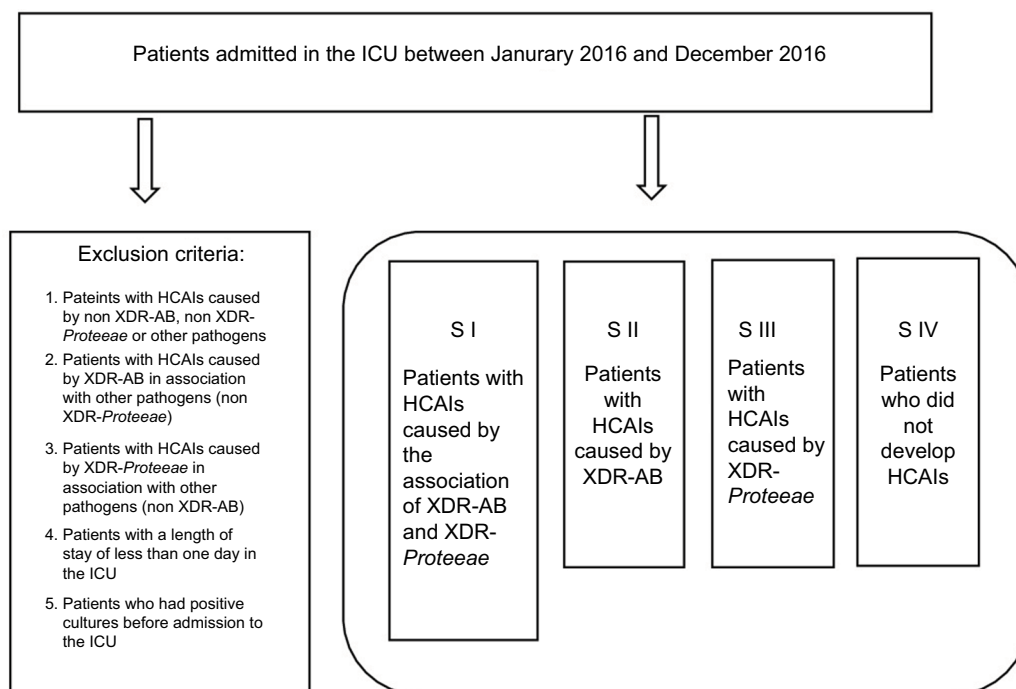 Patients admitted in the ICU between Janurary 2016 and December 2016
Exclusion criteria:
1. Pateints with HCAIs caused
by non XDR-AB, non XDR-
Proteeae or other pathogens
2. Patients with HCAIs caused
by XDR-AB in association
with other pathogens (non
XDR-Proteeae)
3. Patients with HCAIs caused
by XDR-Proteeae in
association with other
pathogens (non XDR-AB)
4. Patients with a length of
stay of less than one day in
the ICU
5. Patients who had positive
cultures before admission to
the ICU
S I
Patients with
HCAIs
caused by
the
association
of XDR-AB
and XDR-
Proteeae
S II
Patients
with
HCAIs
caused by
XDR-AB
S III
Patients
with
HCAIs
caused by
XDR-
Proteeae
S IV
Patients
who did
not
develop
HCAIs